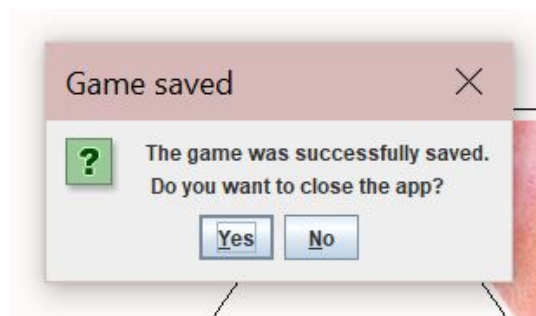 Game saved
?
The game was successfully saved.
Do you want to close the app?
Yes
No